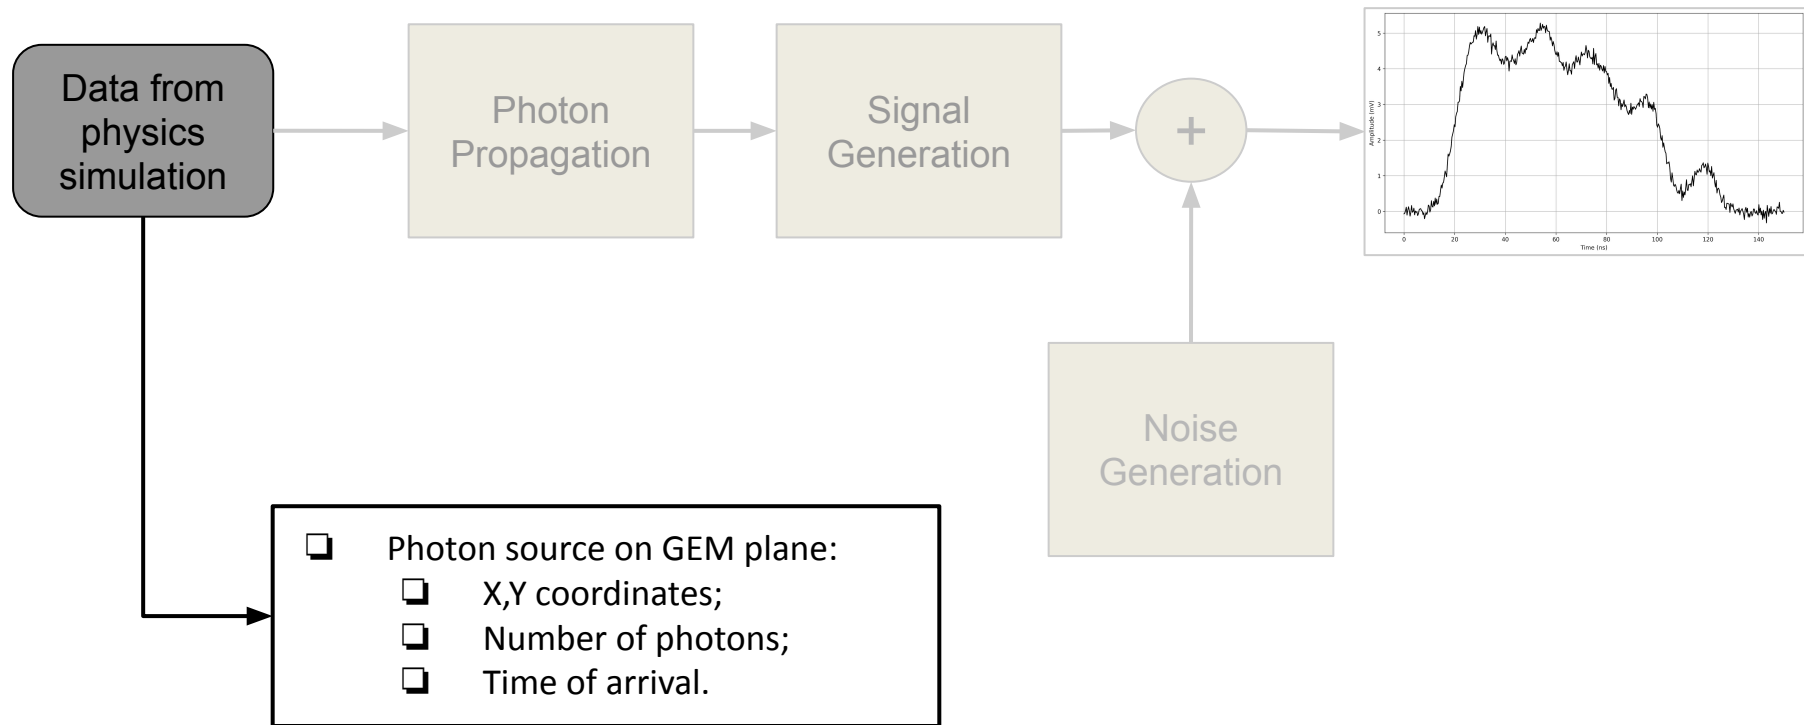 Data from
physics
simulation
Photon
Propagation
Signal
Generation
+
Noise
Generation
Amplitude (mV)
5
4
3
2
1
0
0 20 40 60 80 100 120 140
Time (ns)
Photon source on GEM plane:
X,Y coordinates;
Number of photons;
Time of arrival.